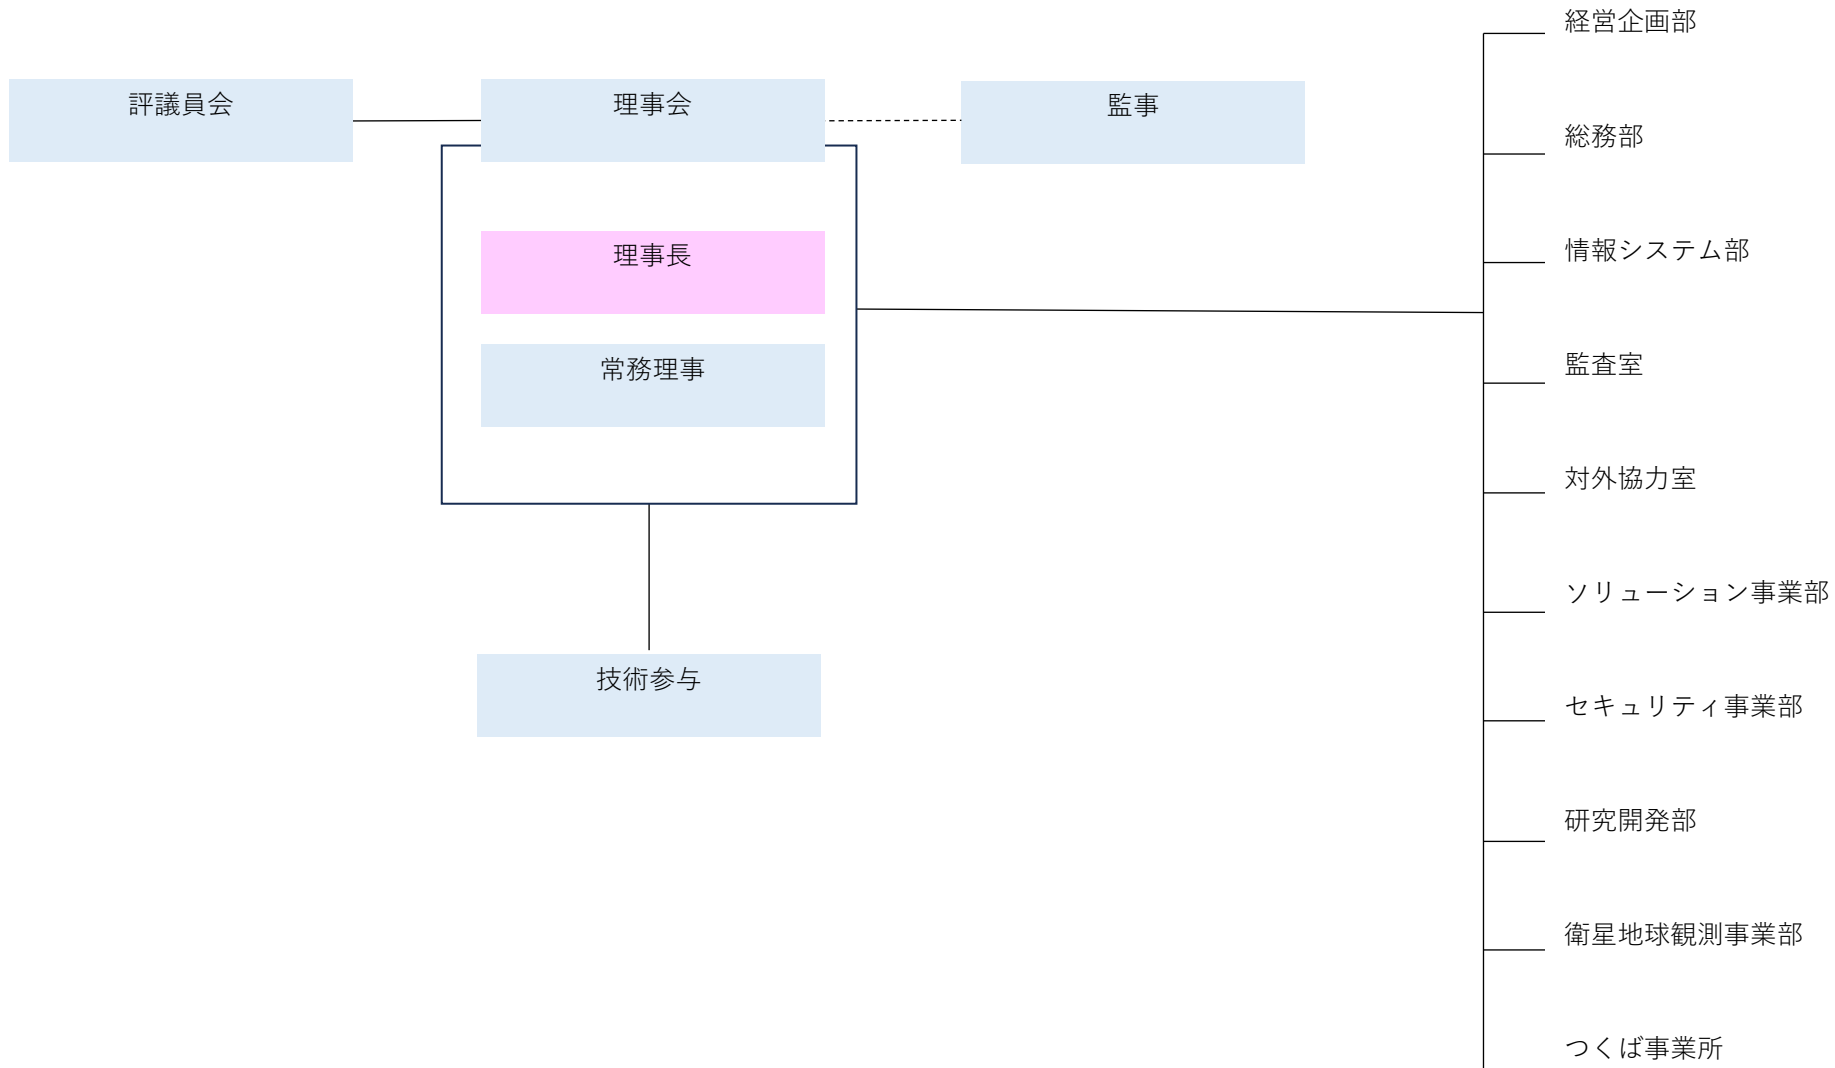 評議員会
理事会
監事
理事長
常務理事
技術参与
経営企画部
総務部
情報システム部
監査室
対外協力室
ソリューション事業部
セキュリティ事業部
研究開発部
衛星地球観測事業部
つくば事業所